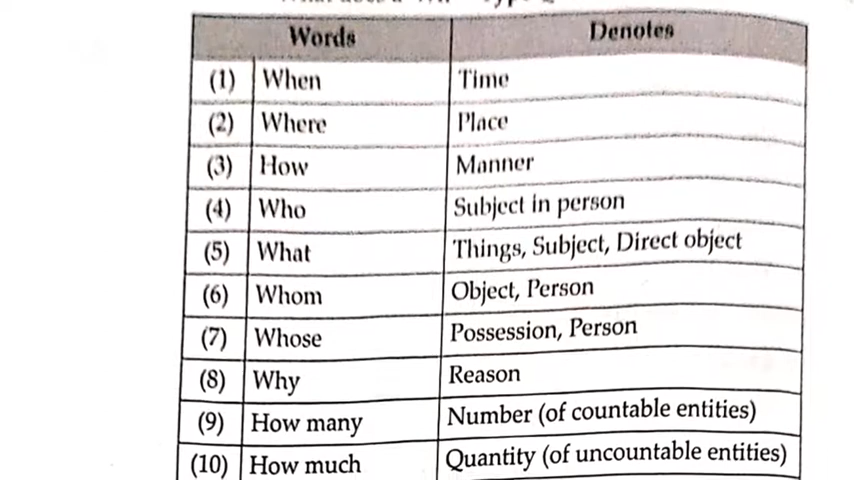 Words Denotes
(1) When Time
(2) Where Place
(3) How Manner
(4) Who Subject in person
(5) What Things, Subject, Direct object
(6) Whom Object, Person
(7) Whose Possession, Person
(8) Why Reason
(9) How many Number (of countable entities)
(10) How much Quantity (of uncountable entities)